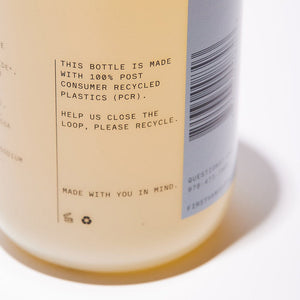 THIS BOTTLE IS MADE
WITH 100% POST
CONSUMER RECYCLED
PLASTICS (PCR).
HELP US CLOSE THE
LOOP, PLEASE RECYCLE.
MADE WITH YOU IN MIND.